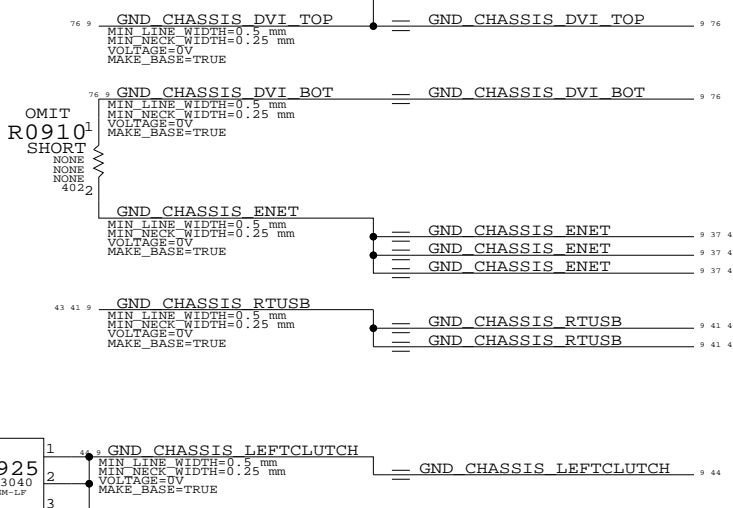 76 9 GND_CHASSIS_DVI_TOP GND_CHASSIS_DVI_TOP 9 76
MIN_LINE_WIDTH=0.5 mm
MIN_NECK_WIDTH=0.25 mm
VOLTAGE=0V
MAKE_BASE=TRUE
76 9 GND_CHASSIS_DVI_BOT GND_CHASSIS_DVI_BOT 9 76
MIN_LINE_WIDTH=0.5 mm
MIN_NECK_WIDTH=0.25 mm
VOLTAGE=0V
MAKE_BASE=TRUE
OMIT
R0910 1
SHORT
NONE
NONE
NONE
402 2
GND_CHASSIS_ENET
MIN_LINE_WIDTH=0.5 mm
MIN_NECK_WIDTH=0.25 mm
VOLTAGE=0V
MAKE_BASE=TRUE
GND_CHASSIS_ENET 9 37 4
GND_CHASSIS_ENET 9 37 4
GND_CHASSIS_ENET 9 37 4
43 41 9 GND_CHASSIS_RTUSB
MIN_LINE_WIDTH=0.5 mm
MIN_NECK_WIDTH=0.25 mm
VOLTAGE=0V
MAKE_BASE=TRUE
GND_CHASSIS_RTUSB 9 41 4
GND_CHASSIS_RTUSB 9 41 4
925
3040
M-LF
1
2
3
9 GND_CHASSIS_LEFTCLUTCH
MIN_LINE_WIDTH=0.5 mm
MIN_NECK_WIDTH=0.25 mm
VOLTAGE=0V
MAKE_BASE=TRUE
GND_CHASSIS_LEFTCLUTCH 9 44